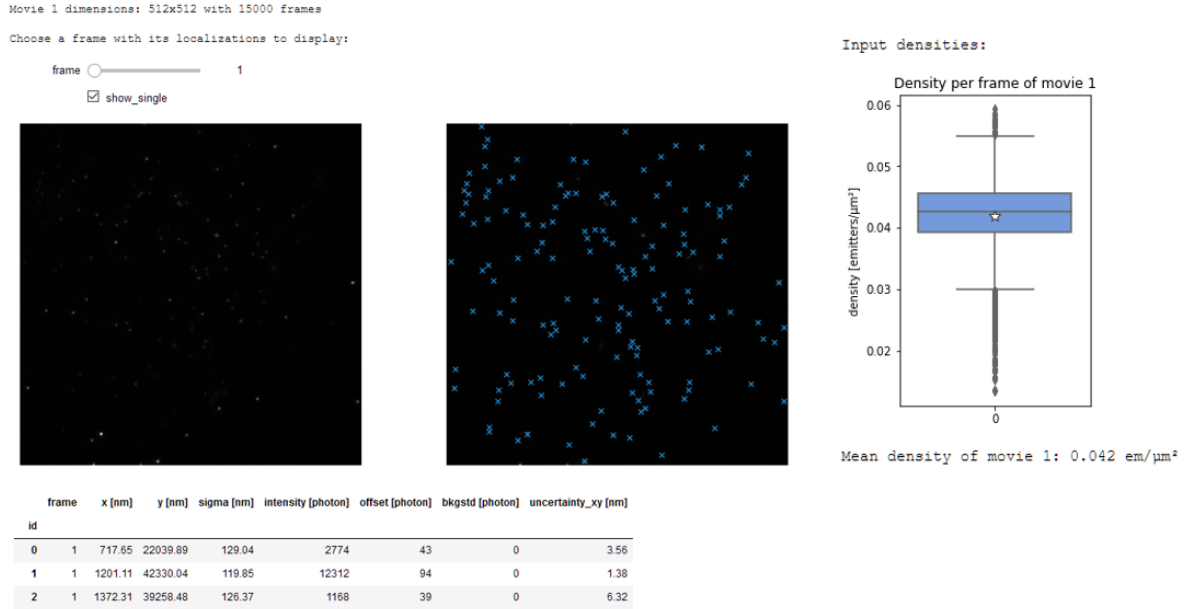 Movie 1 dimensions: 512x512 with 15000 frames
Choose a frame with its localizations to display:
frame 1
show_single
frame x [nm] y [nm] sigma [nm] intensity [photon] offset [photon] bkgstd [photon] uncertainty_xy [nm]
id
0 1 717.65 22039.89 129.04 2774 43 0 3.56
1 1 1201.11 42330.04 119.85 12312 94 0 1.38
2 1 1372.31 39258.48 126.37 1168 39 0 6.32
Input densities:
Density per frame of movie 1
density [emitters/µm²]
0.06
0.05
0.04
0.03
0.02
0
Mean density of movie 1: 0.042 em/µm²